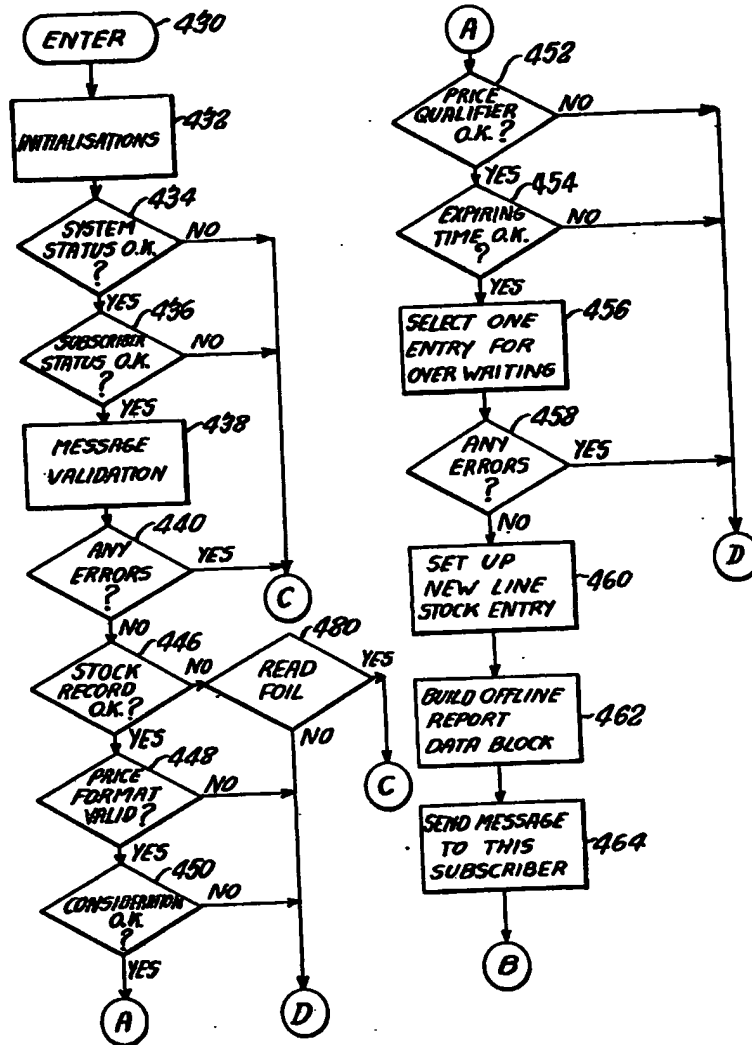 ENTER
430
INITIALISATIONS
432
434
SYSTEM
STATUS O.K.
?
NO
YES
436
SUBSCRIBER
STATUS O.K.
?
NO
YES
438
MESSAGE
VALIDATION
440
ANY
ERRORS
?
YES
C
NO
446
STOCK
RECORD
O.K.?
NO
480
READ
FOIL
YES
C
NO
YES
448
PRICE
FORMAT
VALID?
NO
YES
450
CONSIDERATION
O.K.
?
NO
YES
A
D
A
452
PRICE
QUALIFIER
O.K.?
NO
YES
454
EXPIRING
TIME O.K.
?
NO
YES
456
SELECT ONE
ENTRY FOR
OVER WRITING
458
ANY
ERRORS
?
YES
D
NO
SET UP
NEW LINE
STOCK ENTRY
460
BUILD OFFLINE
REPORT
DATA BLOCK
462
SEND MESSAGE
TO THIS
SUBSCRIBER
464
B